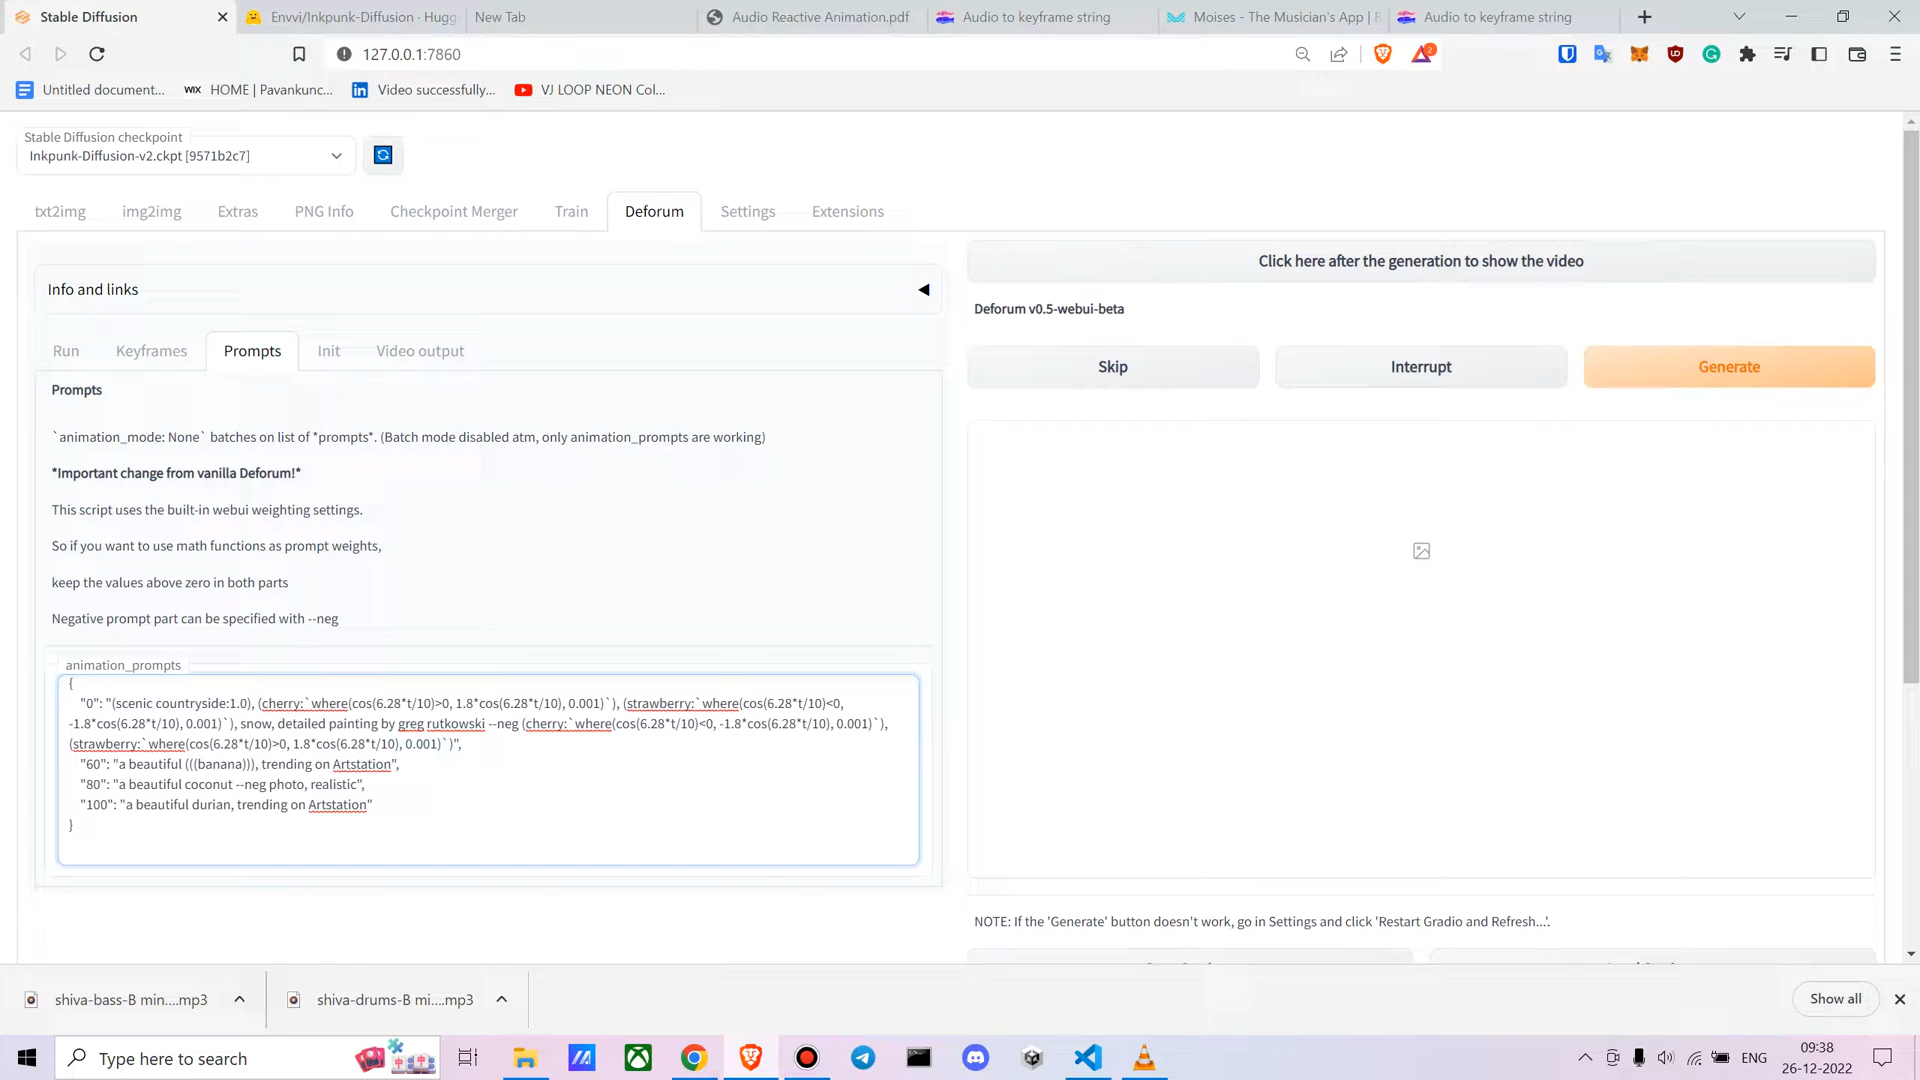 Stable Diffusion
Envvi/Inkpunk-Diffusion · Hugg
New Tab
Audio Reactive Animation.pdf
Audio to keyframe string
Moises - The Musician's App | R
Audio to keyframe string
127.0.0.1:7860
2
Untitled document...
WIX HOME | Pavankunc...
Video successfully...
VJ LOOP NEON Col...
Stable Diffusion checkpoint
Inkpunk-Diffusion-v2.ckpt [9571b2c7]
txt2img
img2img
Extras
PNG Info
Checkpoint Merger
Train
Deforum
Settings
Extensions
Info and links
Run
Keyframes
Prompts
Init
Video output
Prompts
`animation_mode: None` batches on list of *prompts*. (Batch mode disabled atm, only animation_prompts are working)
*Important change from vanilla Deforum!*
This script uses the built-in webui weighting settings.
So if you want to use math functions as prompt weights,
keep the values above zero in both parts
Negative prompt part can be specified with --neg
animation_prompts
{
"0": "(scenic countryside:1.0), (cherry:`where(cos(6.28*t/10)>0, 1.8*cos(6.28*t/10), 0.001)`), (strawberry:`where(cos(6.28*t/10)<0,
-1.8*cos(6.28*t/10), 0.001)`), snow, detailed painting by greg rutkowski --neg (cherry:`where(cos(6.28*t/10)<0, -1.8*cos(6.28*t/10), 0.001)`),
(strawberry:`where(cos(6.28*t/10)>0, 1.8*cos(6.28*t/10), 0.001)`)",
"60": "a beautiful (((banana))), trending on Artstation",
"80": "a beautiful coconut --neg photo, realistic",
"100": "a beautiful durian, trending on Artstation"
}
Click here after the generation to show the video
Deforum v0.5-webui-beta
Skip
Interrupt
Generate
NOTE: If the 'Generate' button doesn't work, go in Settings and click 'Restart Gradio and Refresh...'.
shiva-bass-B min....mp3
shiva-drums-B mi....mp3
Show all
Type here to search
ENG
09:38
26-12-2022